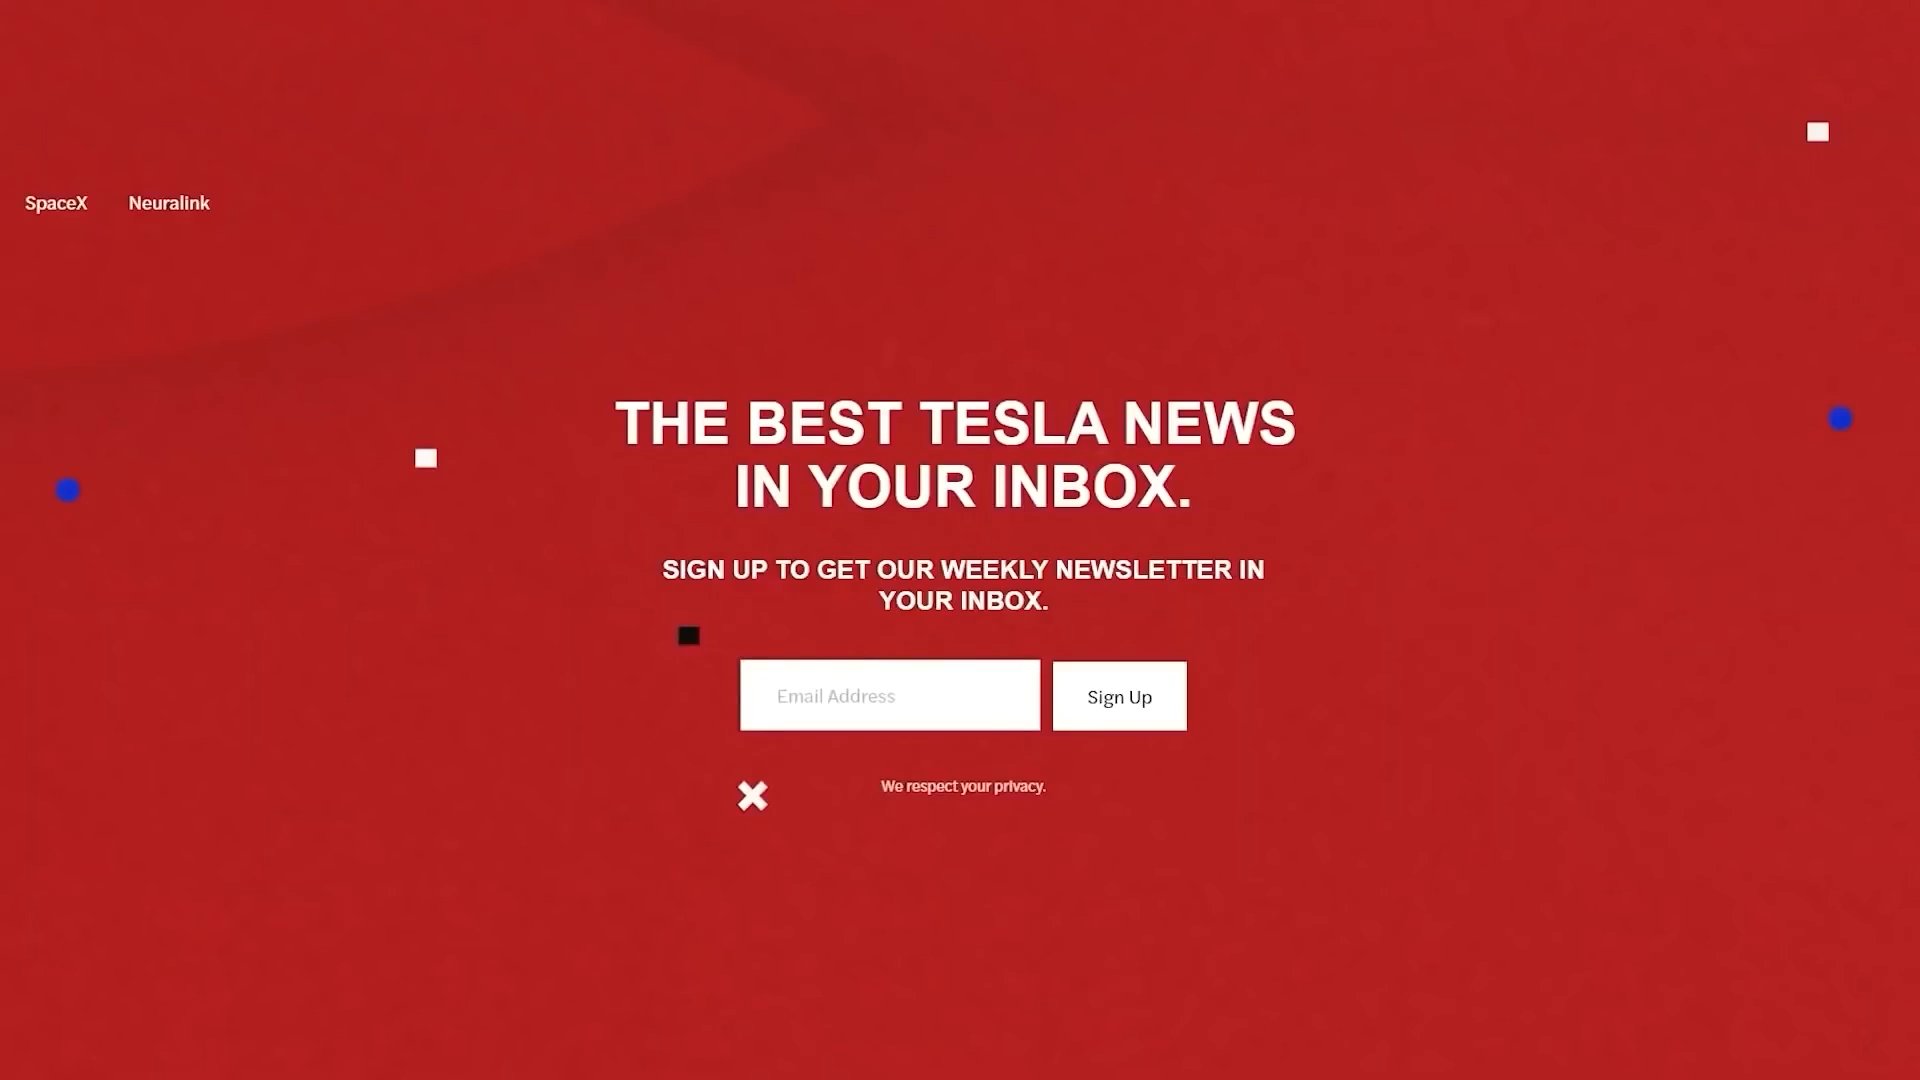 SpaceX Neuralink
THE BEST TESLA NEWS
IN YOUR INBOX.
SIGN UP TO GET OUR WEEKLY NEWSLETTER IN
YOUR INBOX.
Email Address Sign Up
We respect your privacy.